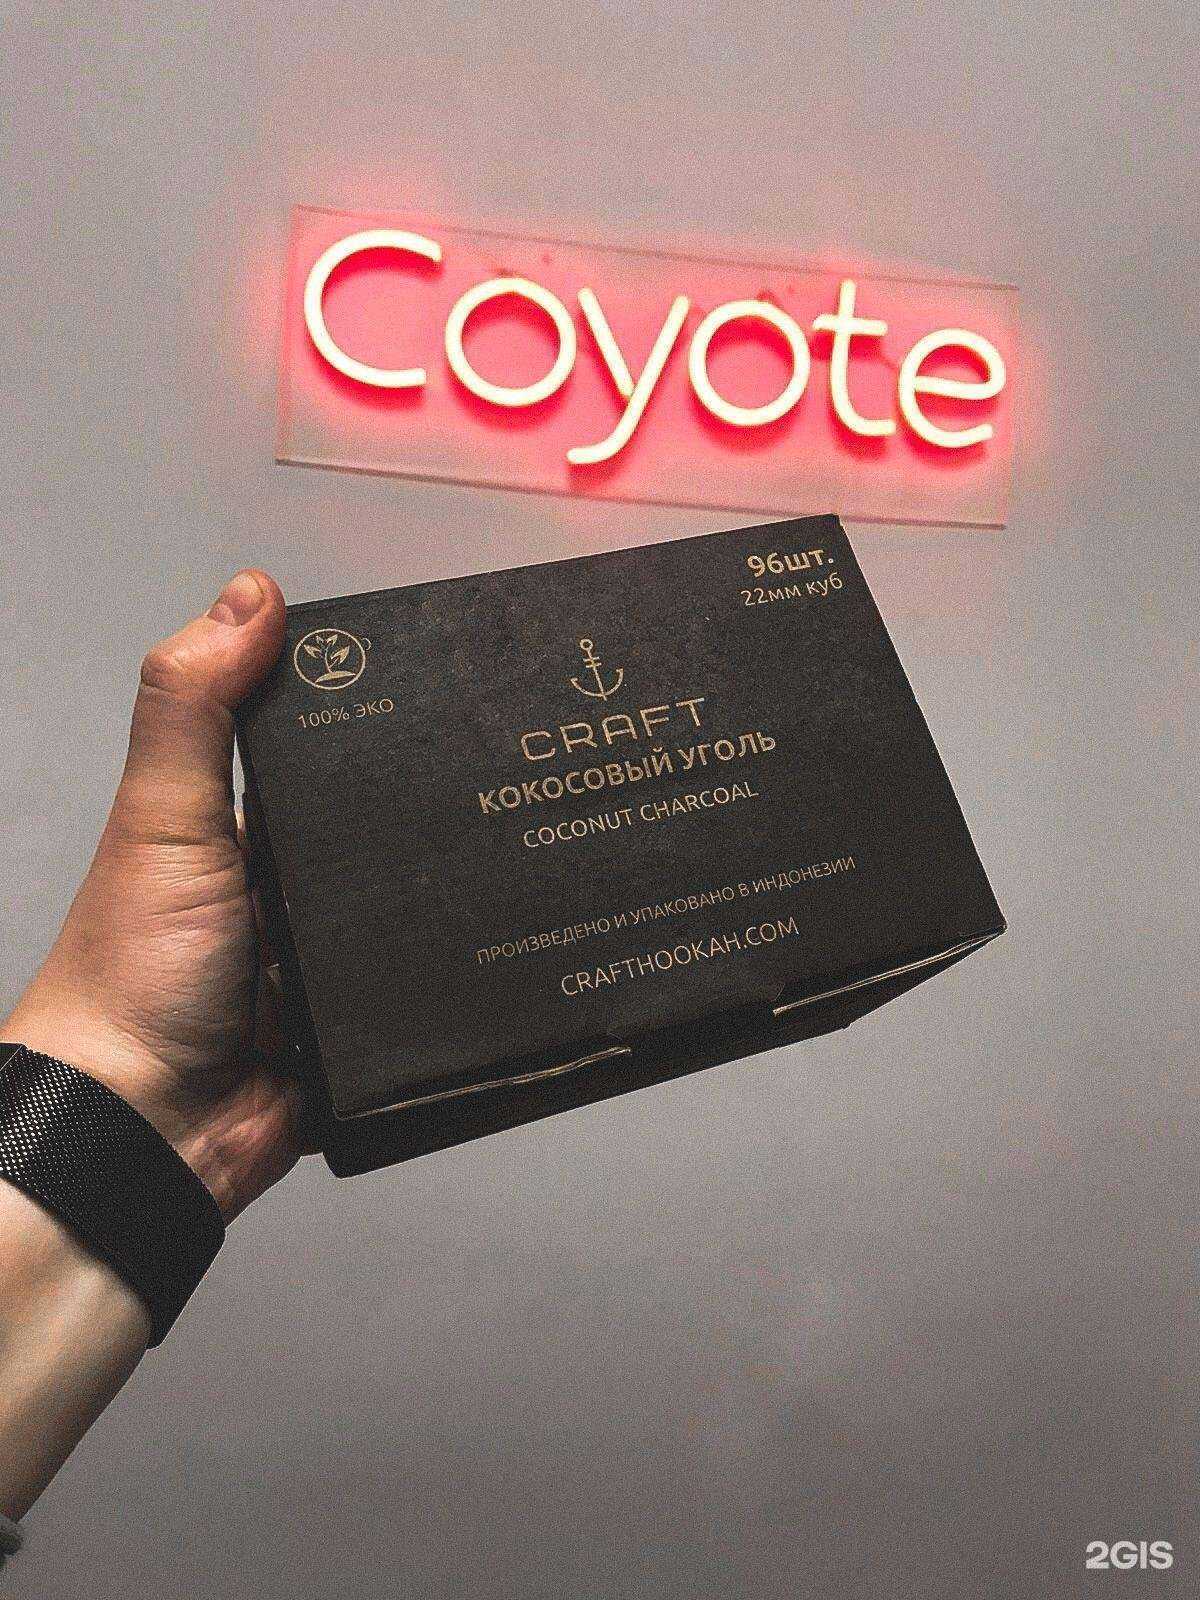 Coyote
96шт.
22мм куб
100% ЭКО
CRAFT
КОКОСОВЫЙ УГОЛЬ
COCONUT CHARCOAL
ПРОИЗВЕДЕНО И УПАКОВАНО В ИНДОНЕЗИИ
CRAFTHOOKAH.COM
2GIS